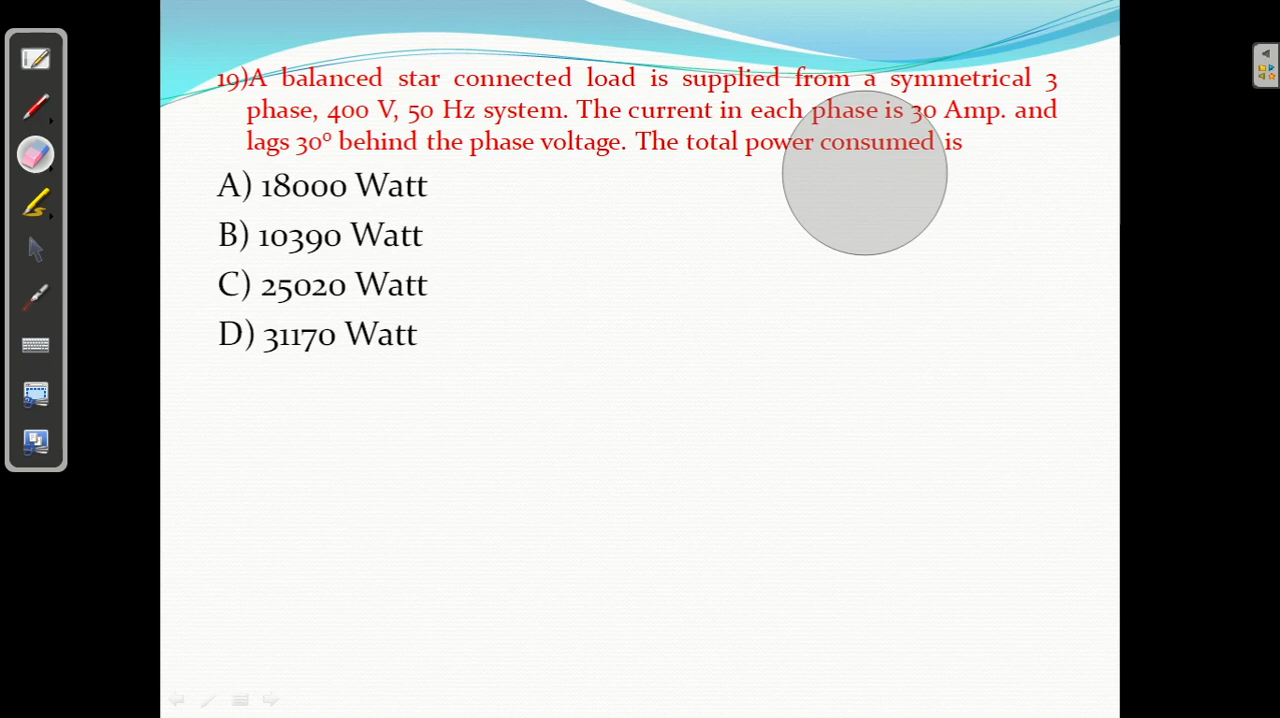 19)A balanced star connected load is supplied from a symmetrical 3
phase, 400 V, 50 Hz system. The current in each phase is 30 Amp. and
lags 30⁰ behind the phase voltage. The total power consumed is
A) 18000 Watt
B) 10390 Watt
C) 25020 Watt
D) 31170 Watt